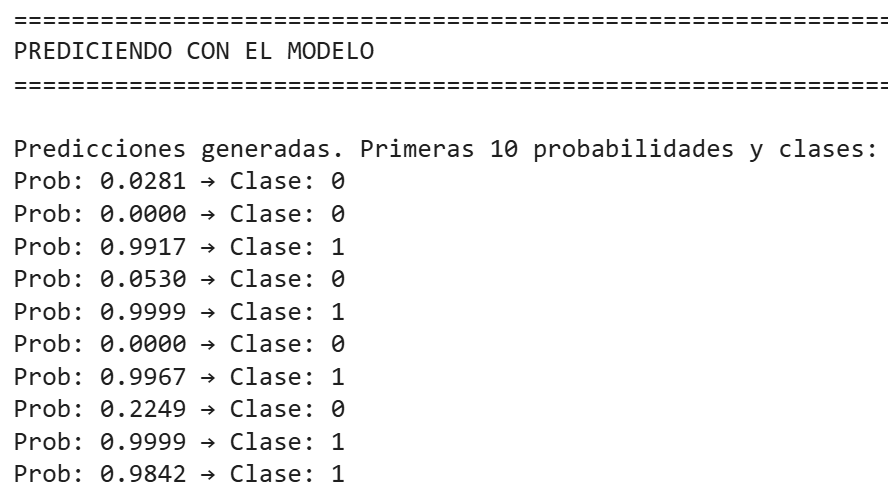 =============================================================
PREDICIENDO CON EL MODELO
=============================================================
Predicciones generadas. Primeras 10 probabilidades y clases:
Prob: 0.0281 → Clase: 0
Prob: 0.0000 → Clase: 0
Prob: 0.9917 → Clase: 1
Prob: 0.0530 → Clase: 0
Prob: 0.9999 → Clase: 1
Prob: 0.0000 → Clase: 0
Prob: 0.9967 → Clase: 1
Prob: 0.2249 → Clase: 0
Prob: 0.9999 → Clase: 1
Prob: 0.9842 → Clase: 1